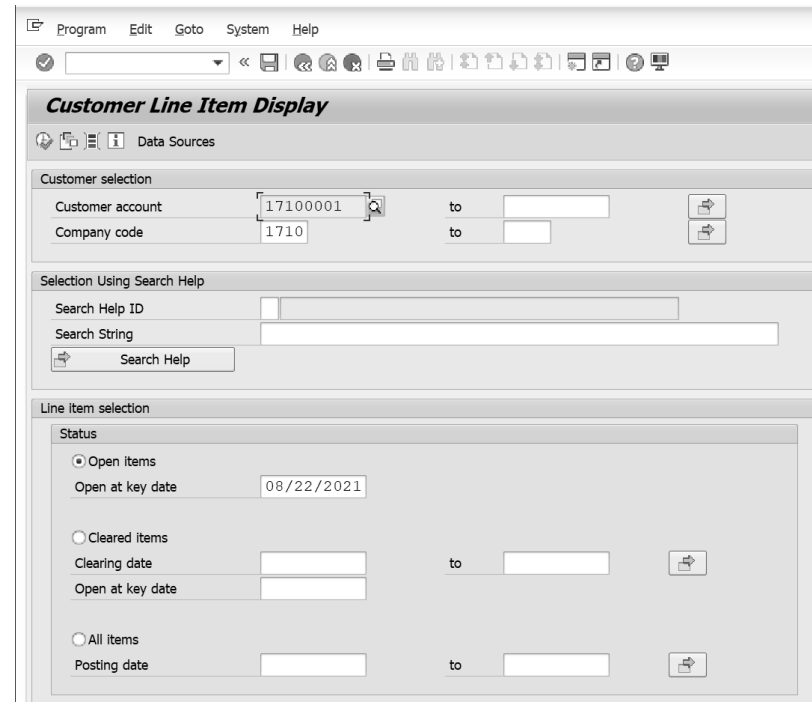 Program Edit Goto System Help
Customer Line Item Display
Data Sources
Customer selection
Customer account 17100001 to
Company code 1710 to
Selection Using Search Help
Search Help ID
Search String
Search Help
Line item selection
Status
Open items
Open at key date 08/22/2021
Cleared items
Clearing date to
Open at key date
All items
Posting date to